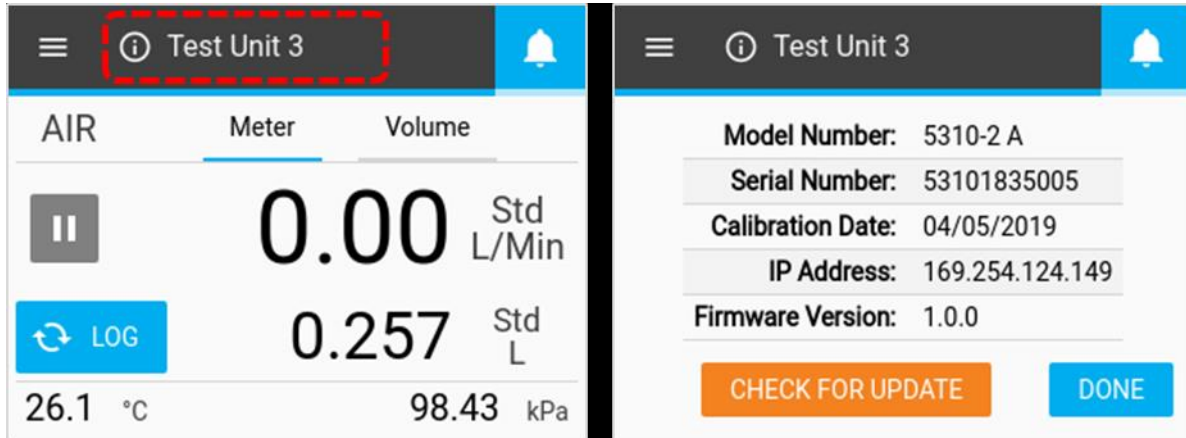 Test Unit 3
AIR Meter Volume
0.00 Std L/Min
LOG 0.257 Std L
26.1 °C 98.43 kPa
Test Unit 3
Model Number: 5310-2 A
Serial Number: 53101835005
Calibration Date: 04/05/2019
IP Address: 169.254.124.149
Firmware Version: 1.0.0
CHECK FOR UPDATE DONE